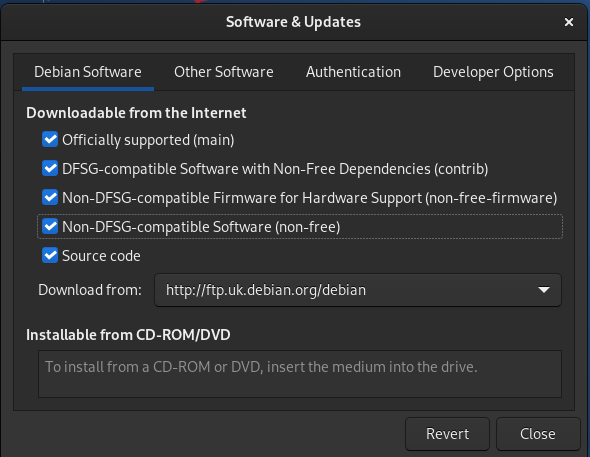 Software & Updates
Debian Software Other Software Authentication Developer Options
Downloadable from the Internet
Officially supported (main)
DFSG-compatible Software with Non-Free Dependencies (contrib)
Non-DFSG-compatible Firmware for Hardware Support (non-free-firmware)
Non-DFSG-compatible Software (non-free)
Source code
Download from: http://ftp.uk.debian.org/debian
Installable from CD-ROM/DVD
To install from a CD-ROM or DVD, insert the medium into the drive.
Revert Close